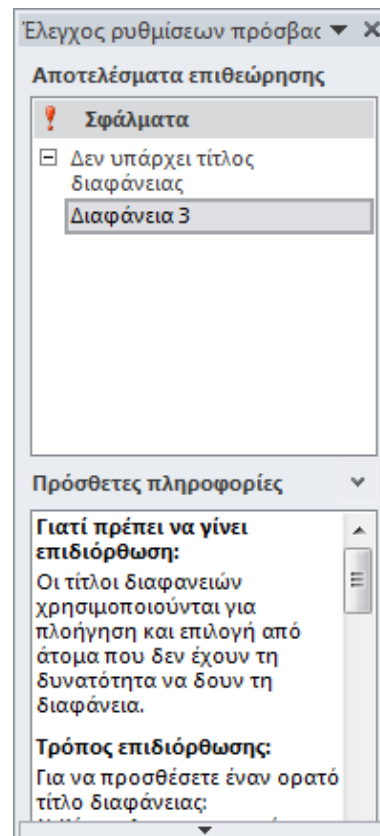 Έλεγχος ρυθμίσεων πρόσβας
Αποτελέσματα επιθεώρησης
Σφάλματα
Δεν υπάρχει τίτλος
διαφάνειας
Διαφάνεια 3
Πρόσθετες πληροφορίες
Γιατί πρέπει να γίνει
επιδιόρθωση:
Οι τίτλοι διαφανειών
χρησιμοποιούνται για
πλοήγηση και επιλογή από
άτομα που δεν έχουν τη
δυνατότητα να δουν τη
διαφάνεια.
Τρόπος επιδιόρθωσης:
Για να προσθέσετε έναν ορατό
τίτλο διαφάνειας: